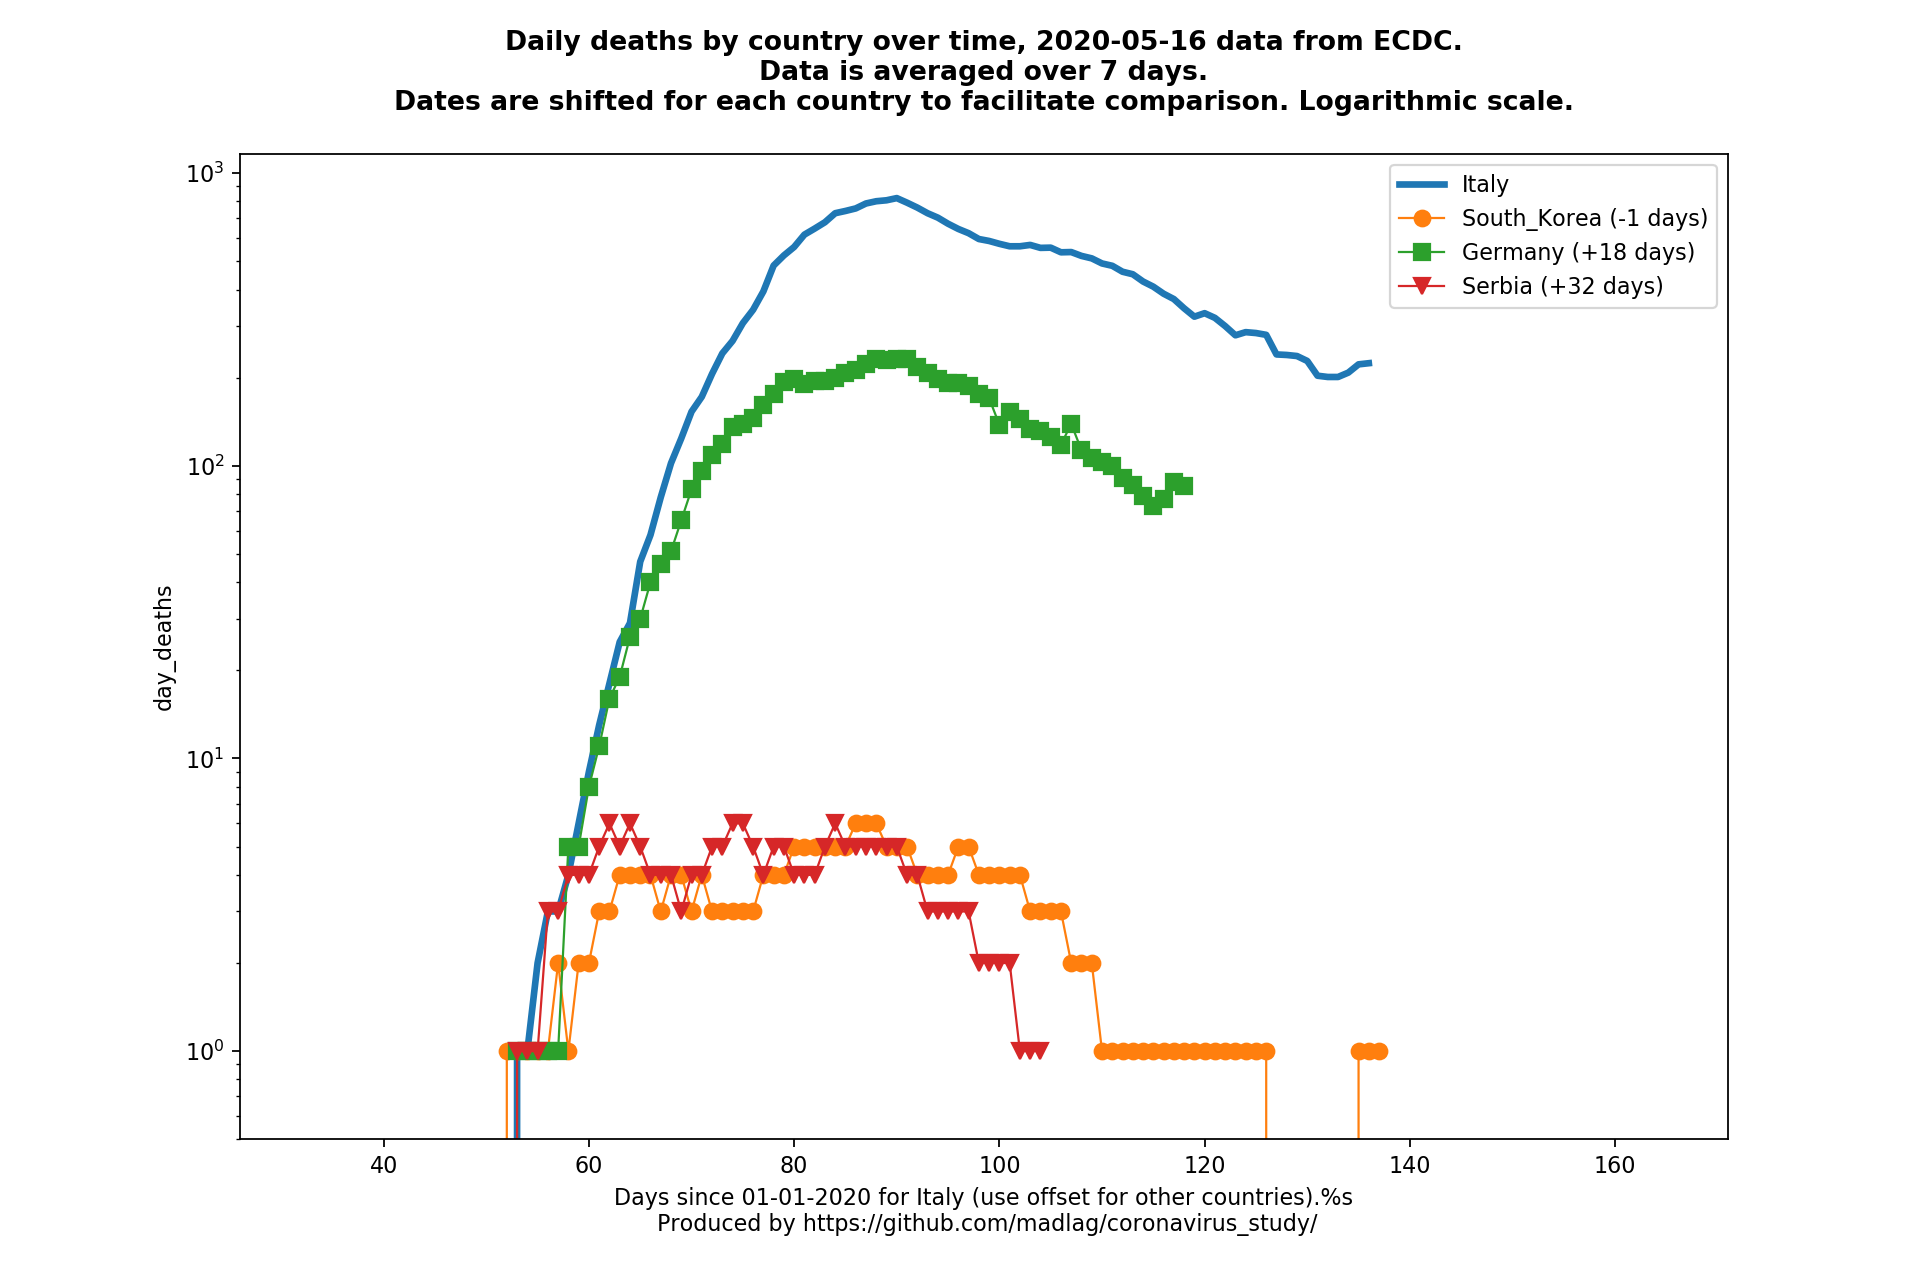 Daily deaths by country over time, 2020-05-16 data from ECDC.
Data is averaged over 7 days.
Dates are shifted for each country to facilitate comparison. Logarithmic scale.
10³
10²
10¹
10⁰
day_deaths
Italy
South_Korea (-1 days)
Germany (+18 days)
Serbia (+32 days)
40 60 80 100 120 140 160
Days since 01-01-2020 for Italy (use offset for other countries).%s
Produced by https://github.com/madlag/coronavirus_study/